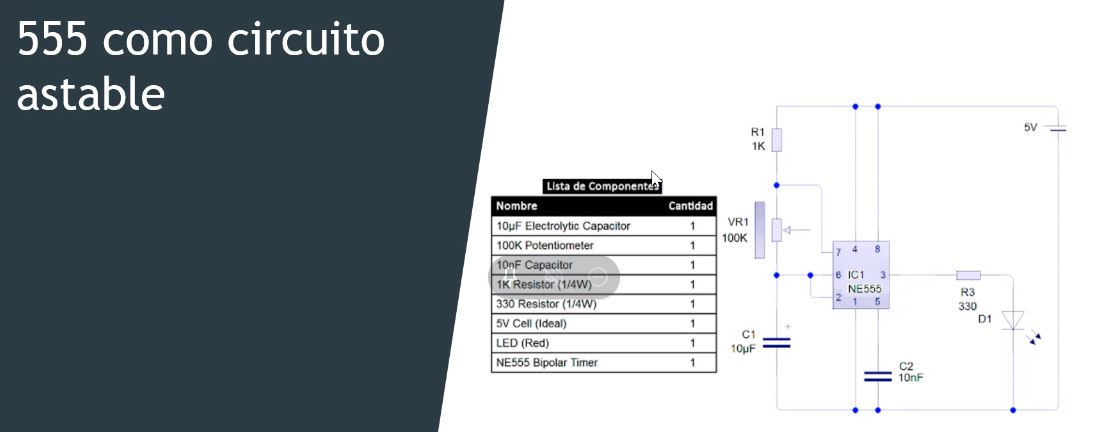 555 como circuito
astable
Lista de Componentes
Nombre Cantidad
10µF Electrolytic Capacitor 1
100K Potentiometer 1
10nF Capacitor 1
1K Resistor (1/4W) 1
330 Resistor (1/4W) 1
5V Cell (Ideal) 1
LED (Red) 1
NE555 Bipolar Timer 1
R1
1K
5V
VR1
100K
7 4 8
6 IC1 3
NE555
2 1 5
R3
330
D1
C1 +
10µF
C2
10nF